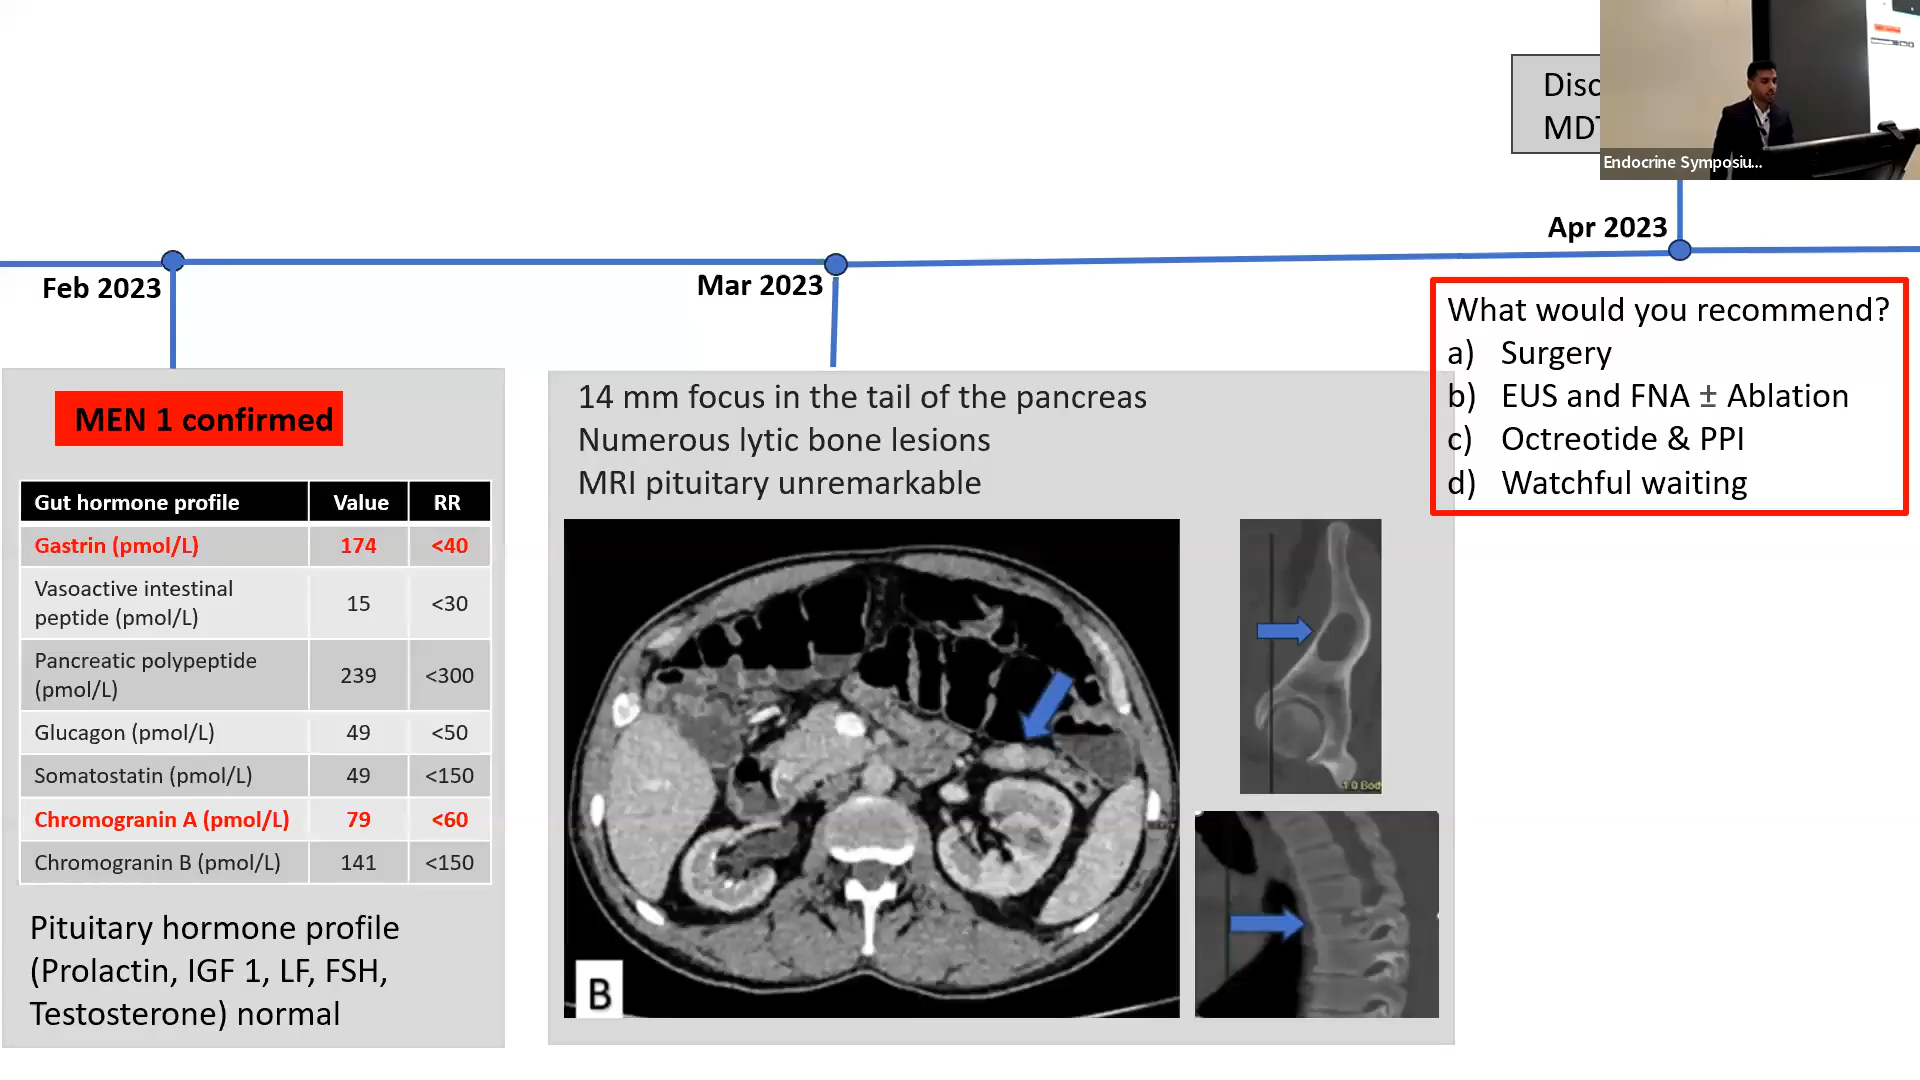 Disc
MDT
Endocrine Symposiu...
Feb 2023
Mar 2023
Apr 2023
MEN 1 confirmed
Gut hormone profile Value RR
Gastrin (pmol/L) 174 <40
Vasoactive intestinal
peptide (pmol/L) 15 <30
Pancreatic polypeptide
(pmol/L) 239 <300
Glucagon (pmol/L) 49 <50
Somatostatin (pmol/L) 49 <150
Chromogranin A (pmol/L) 79 <60
Chromogranin B (pmol/L) 141 <150
Pituitary hormone profile
(Prolactin, IGF 1, LF, FSH,
Testosterone) normal
14 mm focus in the tail of the pancreas
Numerous lytic bone lesions
MRI pituitary unremarkable
B
1.0 Bod
What would you recommend?
a) Surgery
b) EUS and FNA ± Ablation
c) Octreotide & PPI
d) Watchful waiting